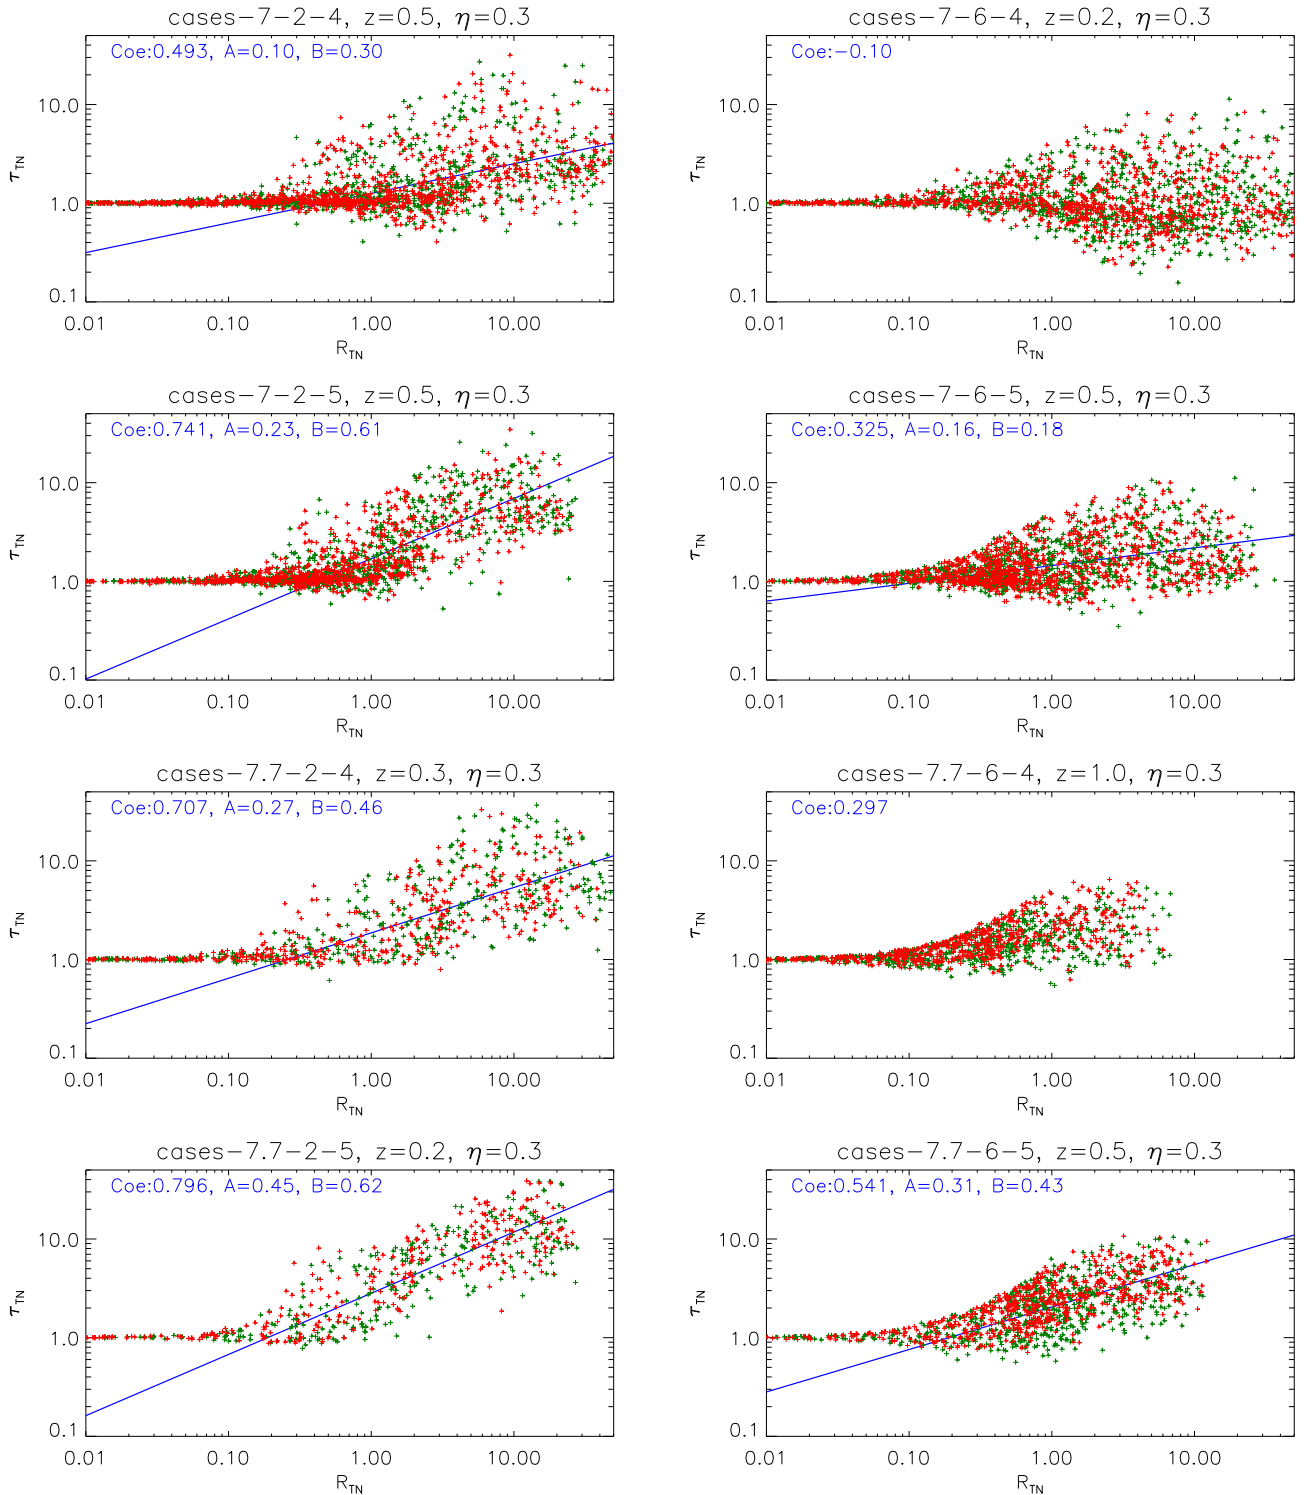 cases−7−2−4, z=0.5, η=0.3
Coe:0.493, A=0.10, B=0.30
10.0
1.0
0.1
τTN
0.01 0.10 1.00 10.00
RTN
cases−7−6−4, z=0.2, η=0.3
Coe:−0.10
10.0
1.0
0.1
τTN
0.01 0.10 1.00 10.00
RTN
cases−7−2−5, z=0.5, η=0.3
Coe:0.741, A=0.23, B=0.61
10.0
1.0
0.1
τTN
0.01 0.10 1.00 10.00
RTN
cases−7−6−5, z=0.5, η=0.3
Coe:0.325, A=0.16, B=0.18
10.0
1.0
0.1
τTN
0.01 0.10 1.00 10.00
RTN
cases−7.7−2−4, z=0.3, η=0.3
Coe:0.707, A=0.27, B=0.46
10.0
1.0
0.1
τTN
0.01 0.10 1.00 10.00
RTN
cases−7.7−6−4, z=1.0, η=0.3
Coe:0.297
10.0
1.0
0.1
τTN
0.01 0.10 1.00 10.00
RTN
cases−7.7−2−5, z=0.2, η=0.3
Coe:0.796, A=0.45, B=0.62
10.0
1.0
0.1
τTN
0.01 0.10 1.00 10.00
RTN
cases−7.7−6−5, z=0.5, η=0.3
Coe:0.541, A=0.31, B=0.43
10.0
1.0
0.1
τTN
0.01 0.10 1.00 10.00
RTN